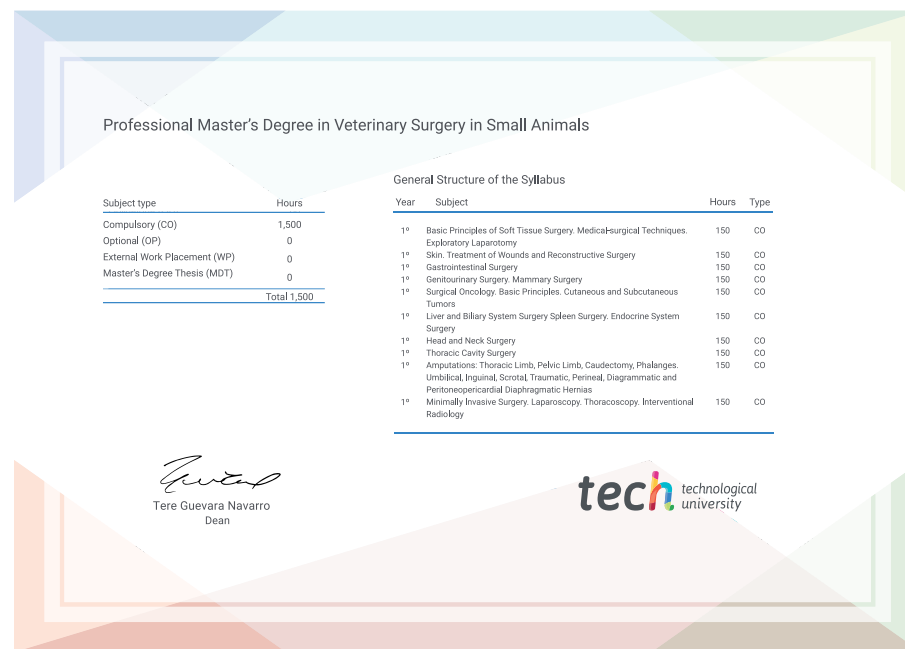 Professional Master's Degree in Veterinary Surgery in Small Animals
Subject type Hours
Compulsory (CO) 1,500
Optional (OP) 0
External Work Placement (WP) 0
Master's Degree Thesis (MDT) 0
Total 1,500
General Structure of the Syllabus
Year Subject Hours Type
1º Basic Principles of Soft Tissue Surgery. Medical-surgical Techniques. 150 CO
Exploratory Laparotomy
1º Skin. Treatment of Wounds and Reconstructive Surgery 150 CO
1º Gastrointestinal Surgery 150 CO
1º Genitourinary Surgery. Mammary Surgery 150 CO
1º Surgical Oncology. Basic Principles. Cutaneous and Subcutaneous 150 CO
Tumors
1º Liver and Biliary System Surgery Spleen Surgery. Endocrine System 150 CO
Surgery
1º Head and Neck Surgery 150 CO
1º Thoracic Cavity Surgery 150 CO
1º Amputations: Thoracic Limb, Pelvic Limb, Caudectomy, Phalanges. 150 CO
Umbilical, Inguinal, Scrotal, Traumatic, Perineal, Diagrammatic and
Peritoneopericardial Diaphragmatic Hernias
1º Minimally Invasive Surgery. Laparoscopy. Thoracoscopy. Interventional 150 CO
Radiology
Tere Guevara Navarro
Dean
tech technological
university